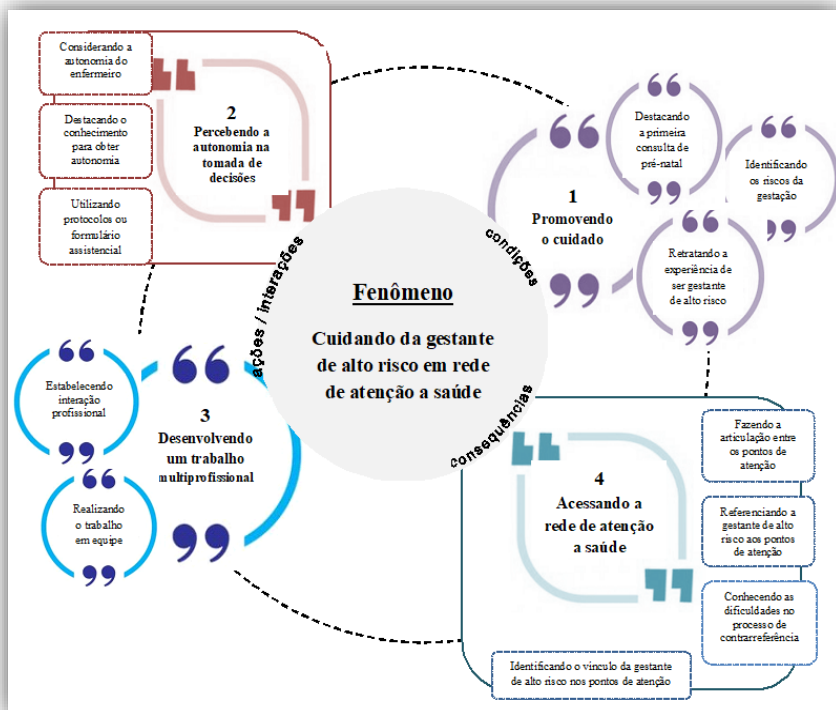 Fenômeno
Cuidando da gestante
de alto risco em rede
de atenção a saúde
condições
1
Promovendo
o cuidado
Destacando
a primeira
consulta de
pré-natal
Identificando
os riscos da
gestação
Retratando a
experiência de
ser gestante
de alto risco
ações / interações
2
Percebendo a
autonomia na
tomada de
decisões
Considerando a
autonomia do
enfermeiro
Destacando o
conhecimento
para obter
autonomia
Utilizando
protocolos ou
formulário
assistencial
3
Desenvolvendo
um trabalho
multiprofissional
Estabelecendo
interação
profissional
Realizando
o trabalho
em equipe
consequências
4
Acessando a
rede de atenção
a saúde
Fazendo a
articulação entre
os pontos de
atenção
Referenciando a
gestante de alto
risco aos pontos
de atenção
Conhecendo as
dificuldades no
processo de
contrarreferência
Identificando o vinculo da gestante
de alto risco nos pontos de atenção